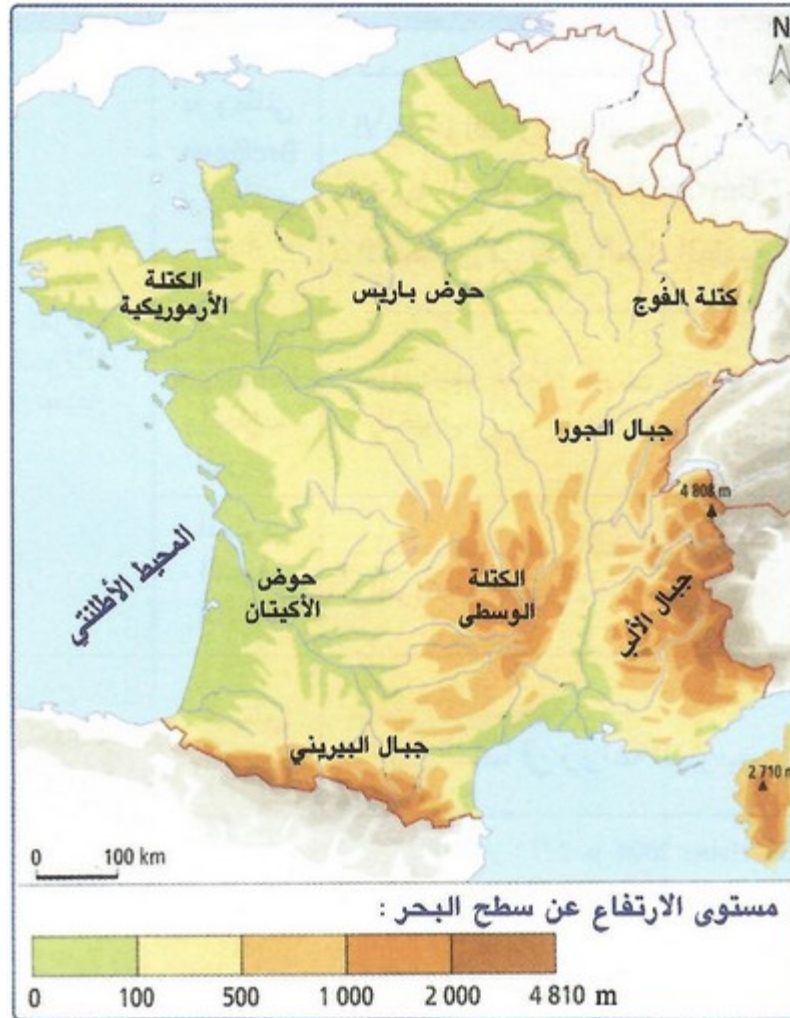 N
الكتلة
الأرموريكية
حوض باريس
كتلة الفُوج
جبال الجورا
4 808 m
المحيط الأطلنتي
حوض
الأكيتان
الكتلة
الوسطى
جبال الألب
جبال البيريني
2 710 m
0 100 km
مستوى الارتفاع عن سطح البحر :
0 100 500 1 000 2 000 4 810 m